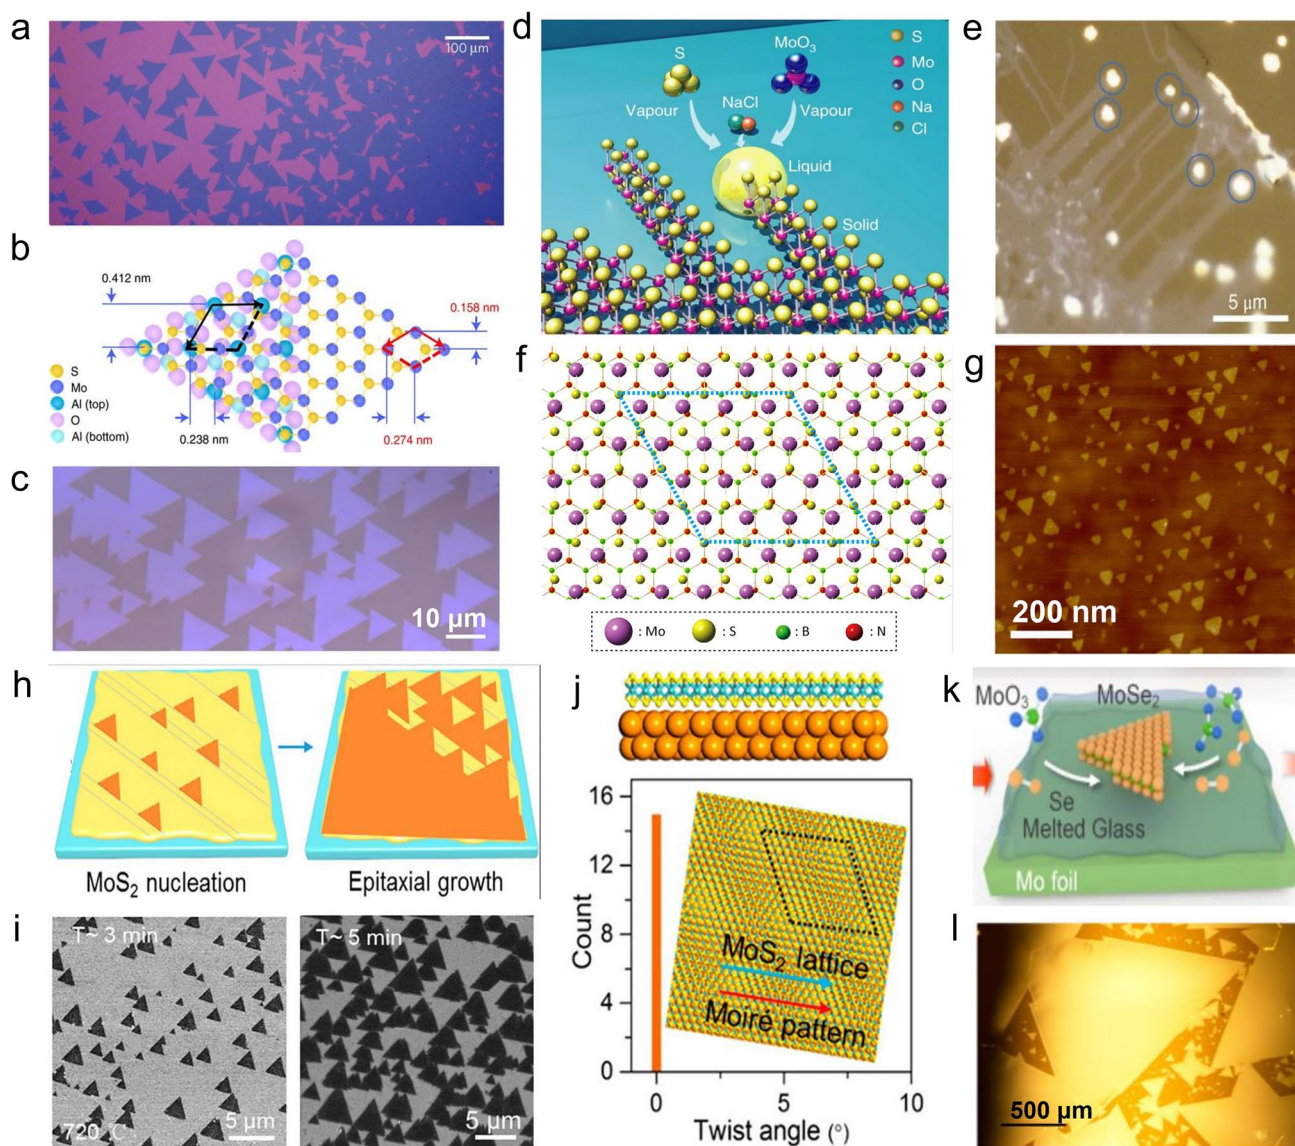 a
100 μm
b
0.412 nm
0.158 nm
S
Mo
Al (top)
O
Al (bottom)
0.238 nm
0.274 nm
c
10 μm
d
S
MoO3
S
Mo
O
Na
Cl
Vapour
NaCl
Vapour
Liquid
Solid
e
5 μm
f
: Mo
: S
: B
: N
g
200 nm
h
MoS2 nucleation
Epitaxial growth
i
T~ 3 min
720 ℃
5 μm
T~ 5 min
5 μm
j
16
12
8
4
0
Count
MoS2 lattice
Moiré pattern
0
5
10
Twist angle (°)
k
MoO3
MoSe2
Se
Melted Glass
Mo foil
l
500 μm